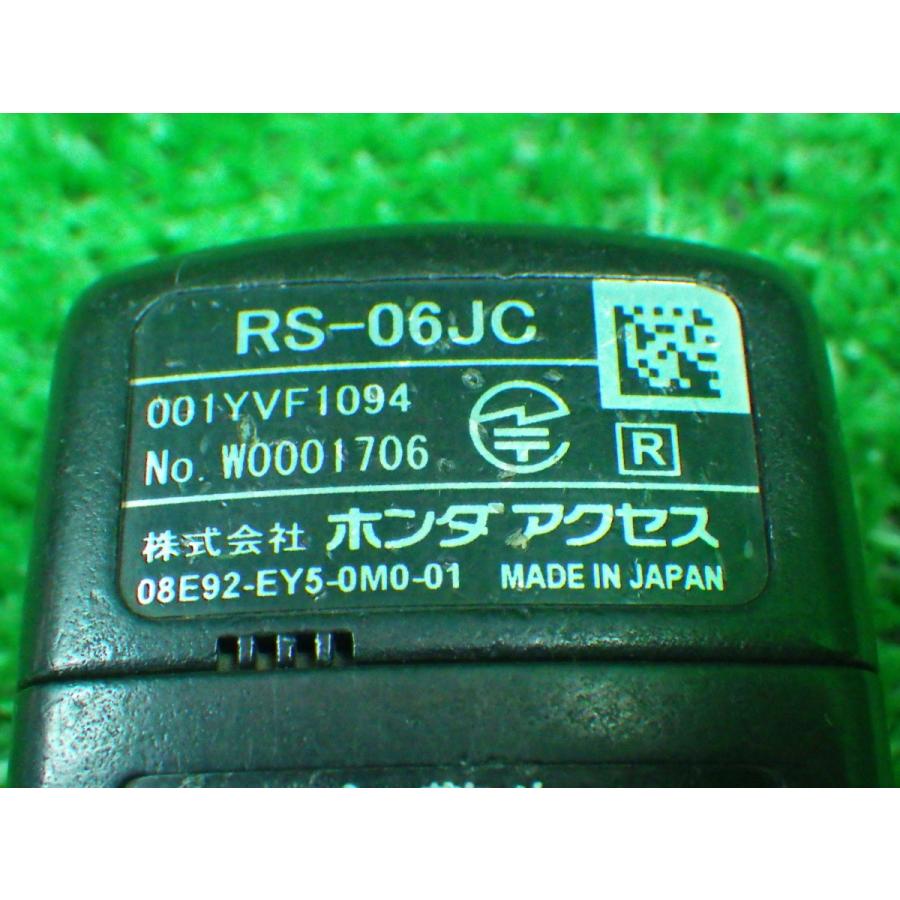 RS-06JC
001YVF1094
R
No. W0001706
株式会社 ホンダ アクセス
08E92-EY5-0M0-01 MADE IN JAPAN